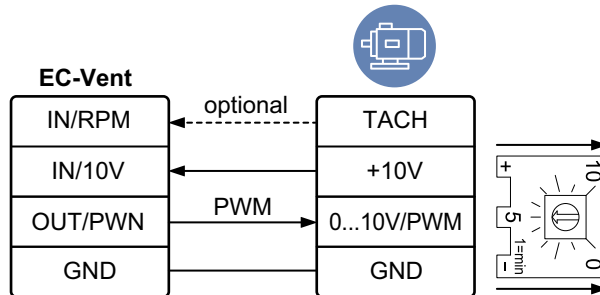 EC-Vent
IN/RPM
optional
TACH
IN/10V
+10V
OUT/PWN
PWM
0...10V/PWM
GND
GND
+
5
-
1=min
10
0